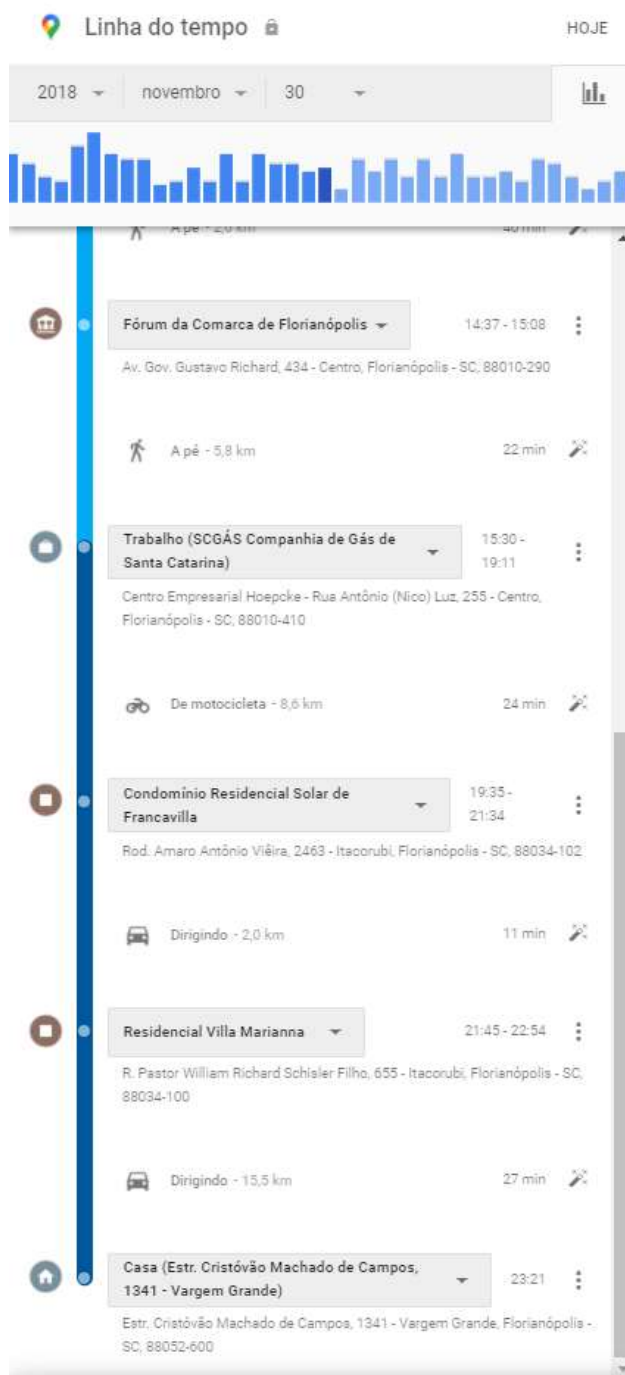 Linha do tempo
HOJE
2018 novembro 30
A pé - 2,0 km 40 min
Fórum da Comarca de Florianópolis 14:37 - 15:08
Av. Gov. Gustavo Richard, 434 - Centro, Florianópolis - SC, 88010-290
A pé - 5,8 km 22 min
Trabalho (SCGÁS Companhia de Gás de 15:30 -
Santa Catarina) 19:11
Centro Empresarial Hoepcke - Rua Antônio (Nico) Luz, 255 - Centro,
Florianópolis - SC, 88010-410
De motocicleta - 8,6 km 24 min
Condomínio Residencial Solar de 19:35 -
Francavilla 21:34
Rod. Amaro Antônio Viêira, 2463 - Itacorubi, Florianópolis - SC, 88034-102
Dirigindo - 2,0 km 11 min
Residencial Villa Marianna 21:45 - 22:54
R. Pastor William Richard Schisler Filho, 655 - Itacorubi, Florianópolis - SC,
88034-100
Dirigindo - 15,5 km 27 min
Casa (Estr. Cristóvão Machado de Campos,
1341 - Vargem Grande) 23:21
Estr. Cristóvão Machado de Campos, 1341 - Vargem Grande, Florianópolis -
SC, 88052-600